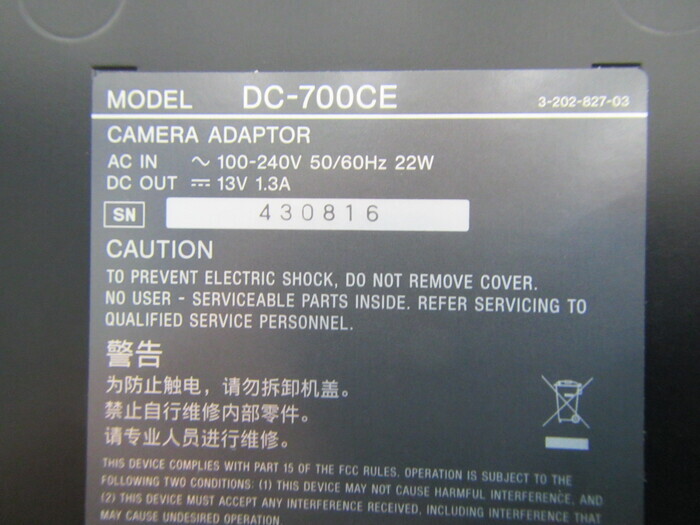 MODEL DC-700CE 3-202-827-03
CAMERA ADAPTOR
AC IN ～ 100-240V 50/60Hz 22W
DC OUT ⎓ 13V 1.3A
SN 430816
CAUTION
TO PREVENT ELECTRIC SHOCK, DO NOT REMOVE COVER.
NO USER - SERVICEABLE PARTS INSIDE. REFER SERVICING TO
QUALIFIED SERVICE PERSONNEL.
警告
为防止触电，请勿拆卸机盖。
禁止自行维修内部零件。
请专业人员进行维修。
THIS DEVICE COMPLIES WITH PART 15 OF THE FCC RULES. OPERATION IS SUBJECT TO THE
FOLLOWING TWO CONDITIONS: (1) THIS DEVICE MAY NOT CAUSE HARMFUL INTERFERENCE, AND
(2) THIS DEVICE MUST ACCEPT ANY INTERFERENCE RECEIVED, INCLUDING INTERFERENCE THAT
MAY CAUSE UNDESIRED OPERATION